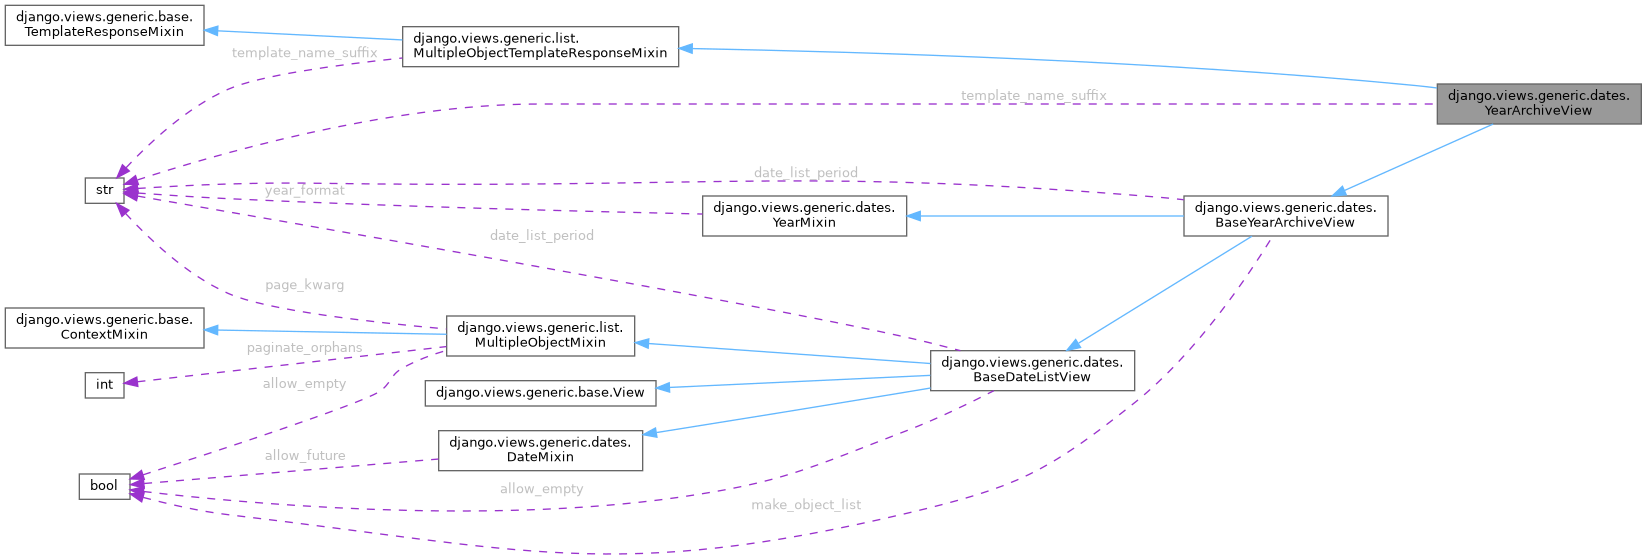 django.views.generic.base.
TemplateResponseMixin
django.views.generic.list.
MultipleObjectTemplateResponseMixin
template_name_suffix
django.views.generic.dates.
YearArchiveView
template_name_suffix
date_list_period
str
year_format
django.views.generic.dates.
YearMixin
django.views.generic.dates.
BaseYearArchiveView
date_list_period
page_kwarg
django.views.generic.base.
ContextMixin
django.views.generic.list.
MultipleObjectMixin
paginate_orphans
django.views.generic.dates.
BaseDateListView
int
allow_empty
django.views.generic.base.View
django.views.generic.dates.
DateMixin
allow_future
bool
allow_empty
make_object_list